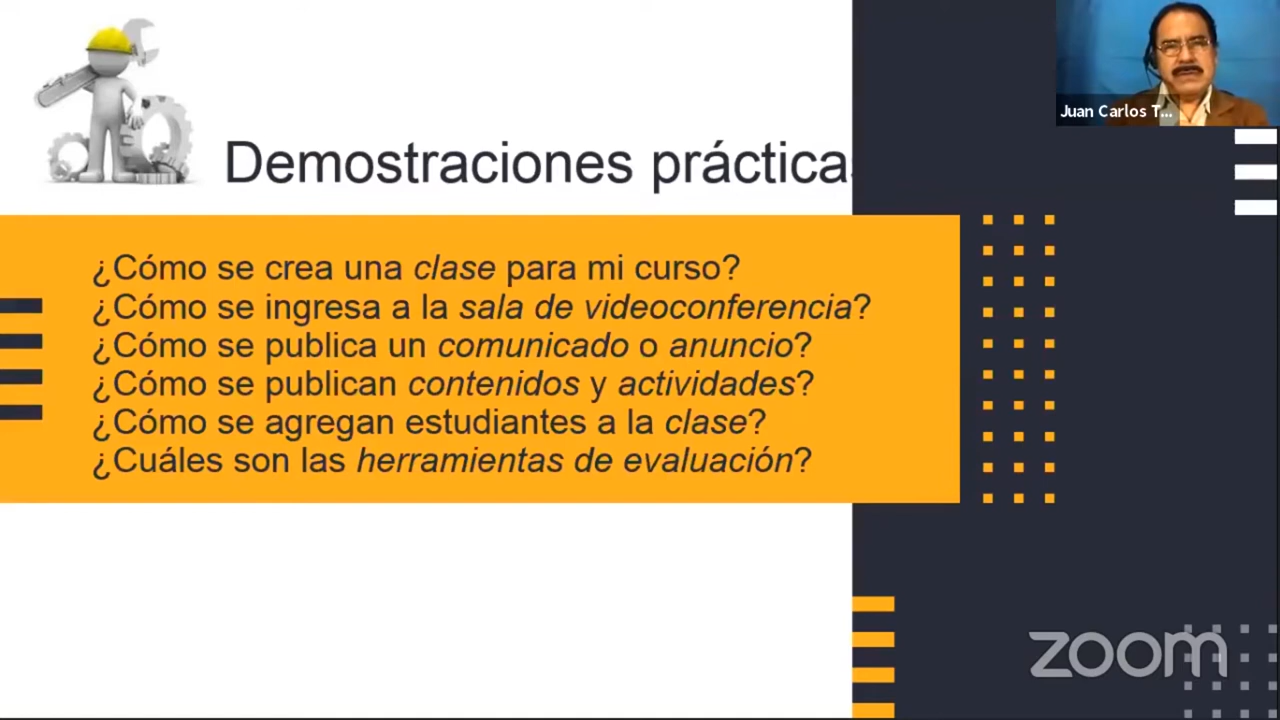 Juan Carlos T...
Demostraciones práctica
¿Cómo se crea una clase para mi curso?
¿Cómo se ingresa a la sala de videoconferencia?
¿Cómo se publica un comunicado o anuncio?
¿Cómo se publican contenidos y actividades?
¿Cómo se agregan estudiantes a la clase?
¿Cuáles son las herramientas de evaluación?
zoom